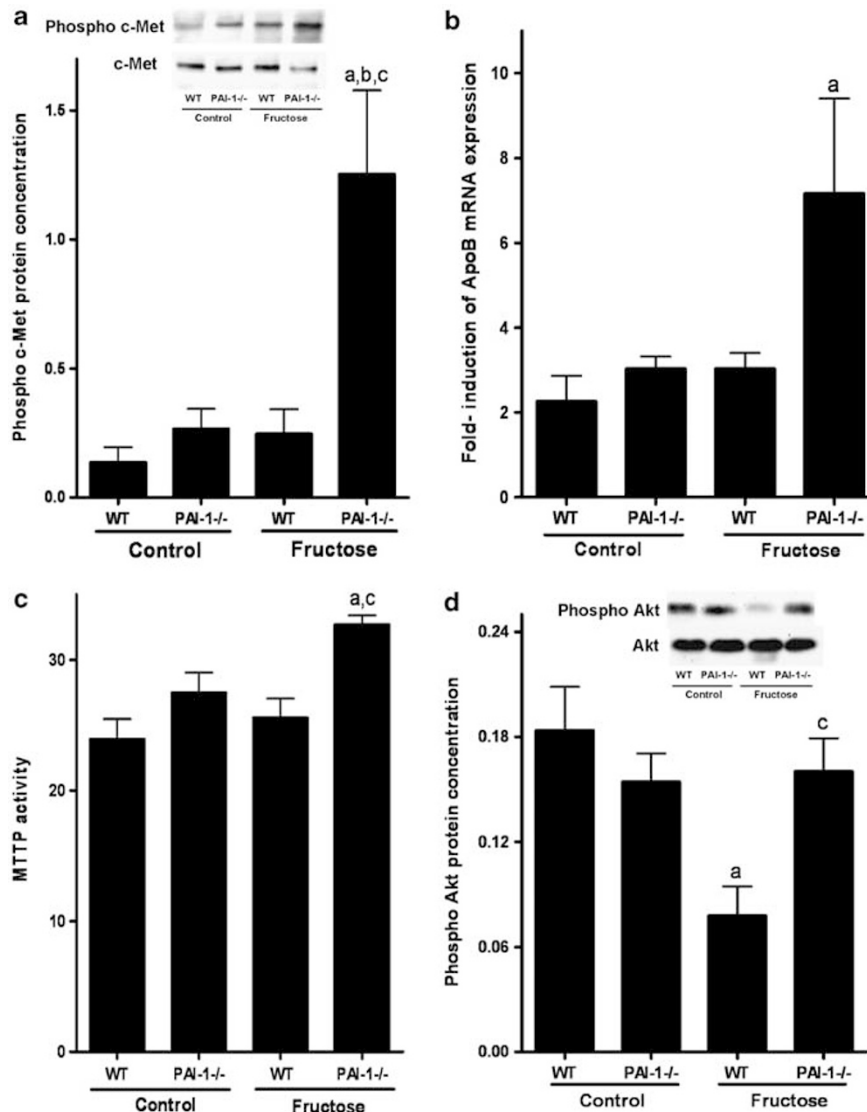 a
Phospho c-Met
c-Met
WT PAI-1-/- WT PAI-1-/-
Control Fructose
Phospho c-Met protein concentration
1.5
1.0
0.5
0.0
a,b,c
WT PAI-1-/- WT PAI-1-/-
Control Fructose
b
Fold- induction of ApoB mRNA expression
10
8
6
4
2
0
a
WT PAI-1-/- WT PAI-1-/-
Control Fructose
c
MTTP activity
30
20
10
0
a,c
WT PAI-1-/- WT PAI-1-/-
Control Fructose
d
Phospho Akt
Akt
WT PAI-1-/- WT PAI-1-/-
Control Fructose
Phospho Akt protein concentration
0.24
0.18
0.12
0.06
0.00
a
c
WT PAI-1-/- WT PAI-1-/-
Control Fructose